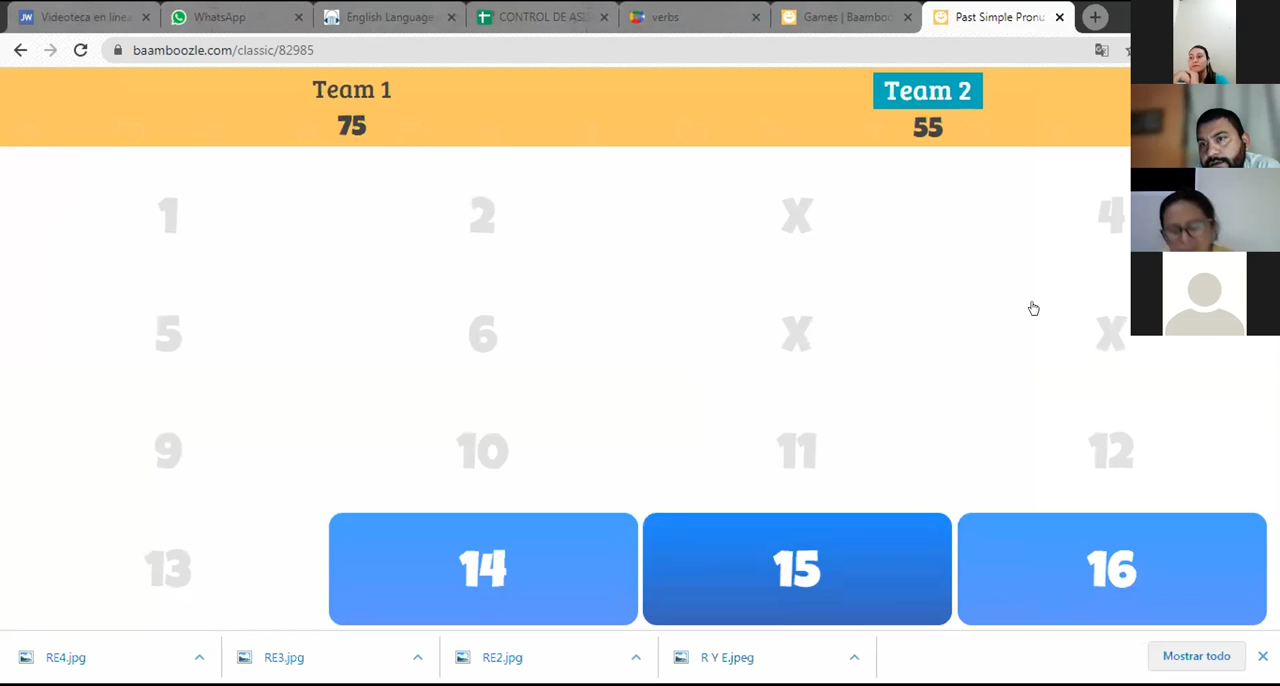 Videoteca en línea
WhatsApp
English Language
CONTROL DE ASI
verbs
Games | Baamboo
Past Simple Pronu
baamboozle.com/classic/82985
Team 1
Team 2
75
55
1
2
X
4
5
6
X
X
9
10
11
12
13
14
15
16
RE4.jpg
RE3.jpg
RE2.jpg
R Y E.jpeg
Mostrar todo